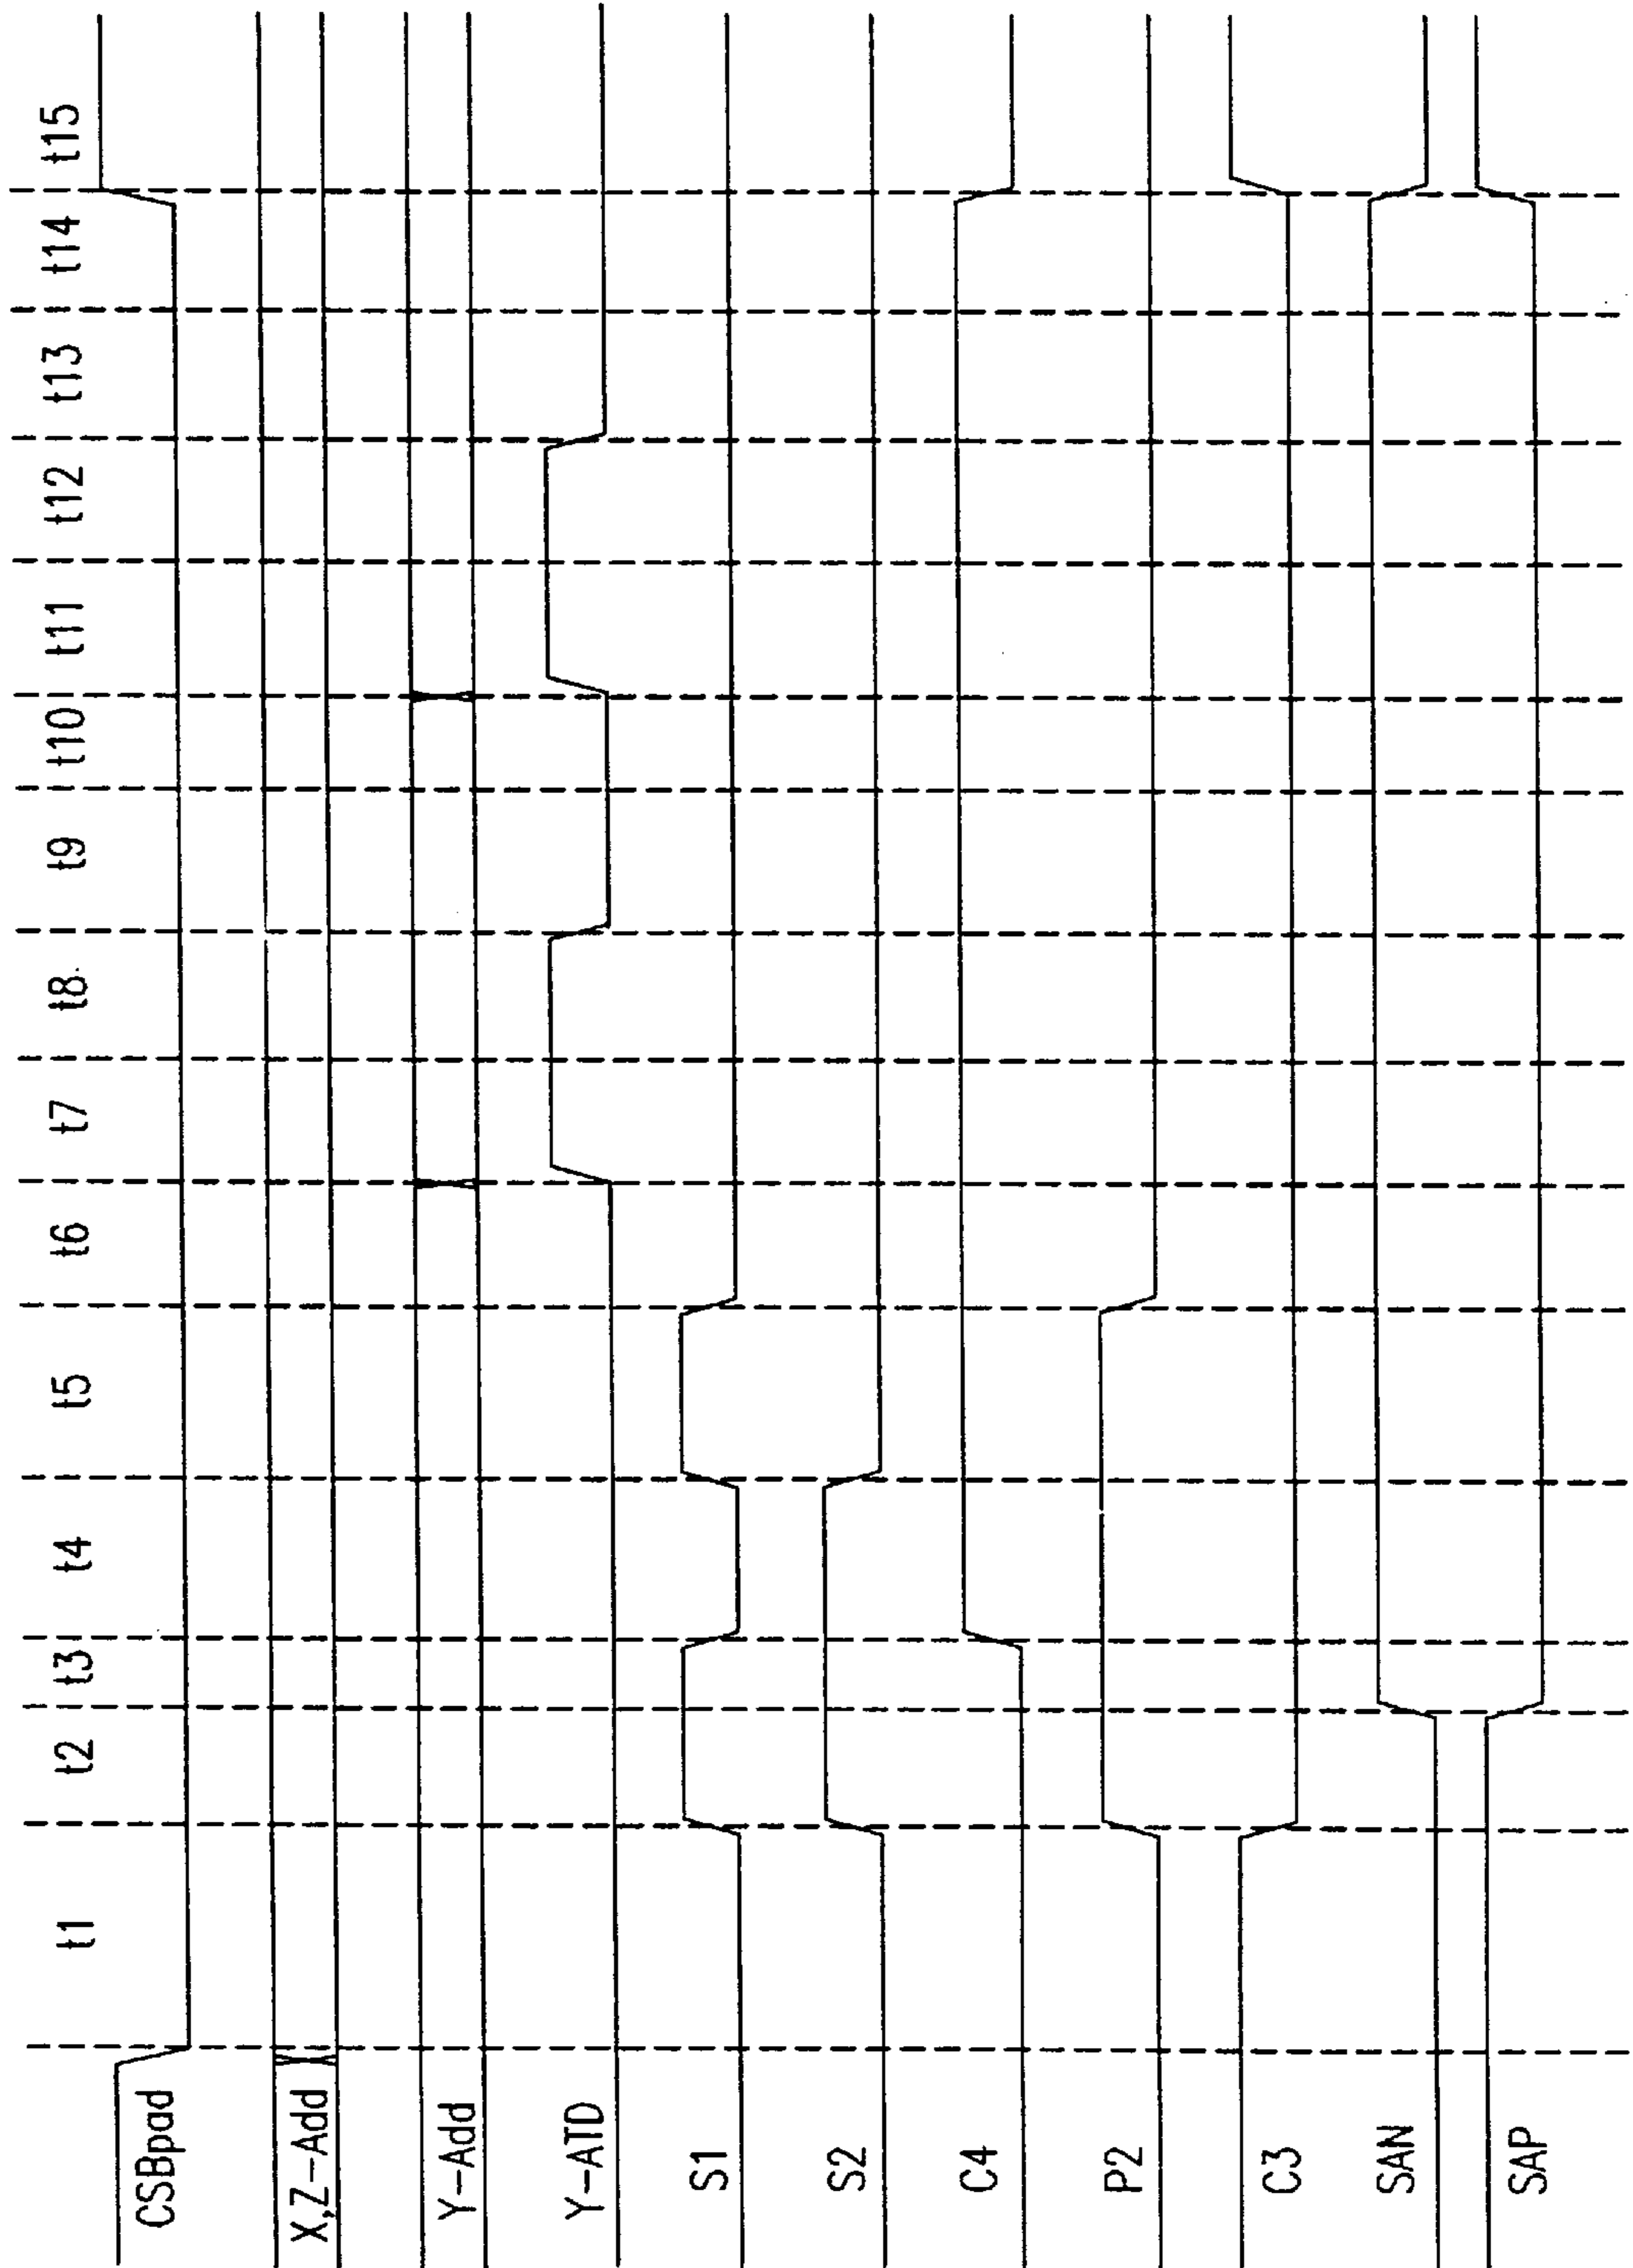 t1 t2 t3 t4 t5 t6 t7 t8 t9 t10 t11 t12 t13 t14 t15
CSBpad
X,Z-Add
Y-Add
Y-ATD
S1
S2
C4
P2
C3
SAN
SAP